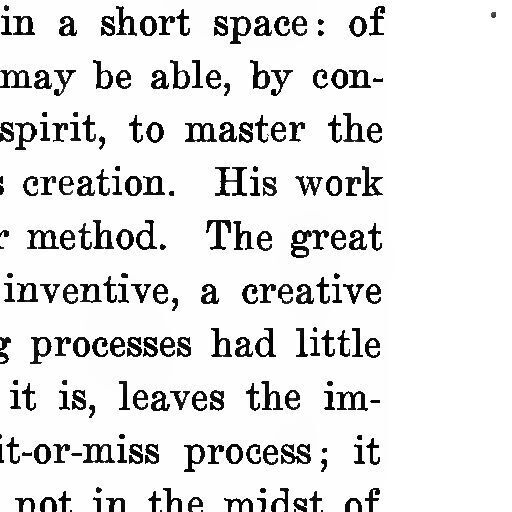 in a short space: of
may be able, by con-
spirit, to master the
creation. His work
method. The great
inventive, a creative
processes had little
it is, leaves the im-
it-or-miss process; it
not in the midst of